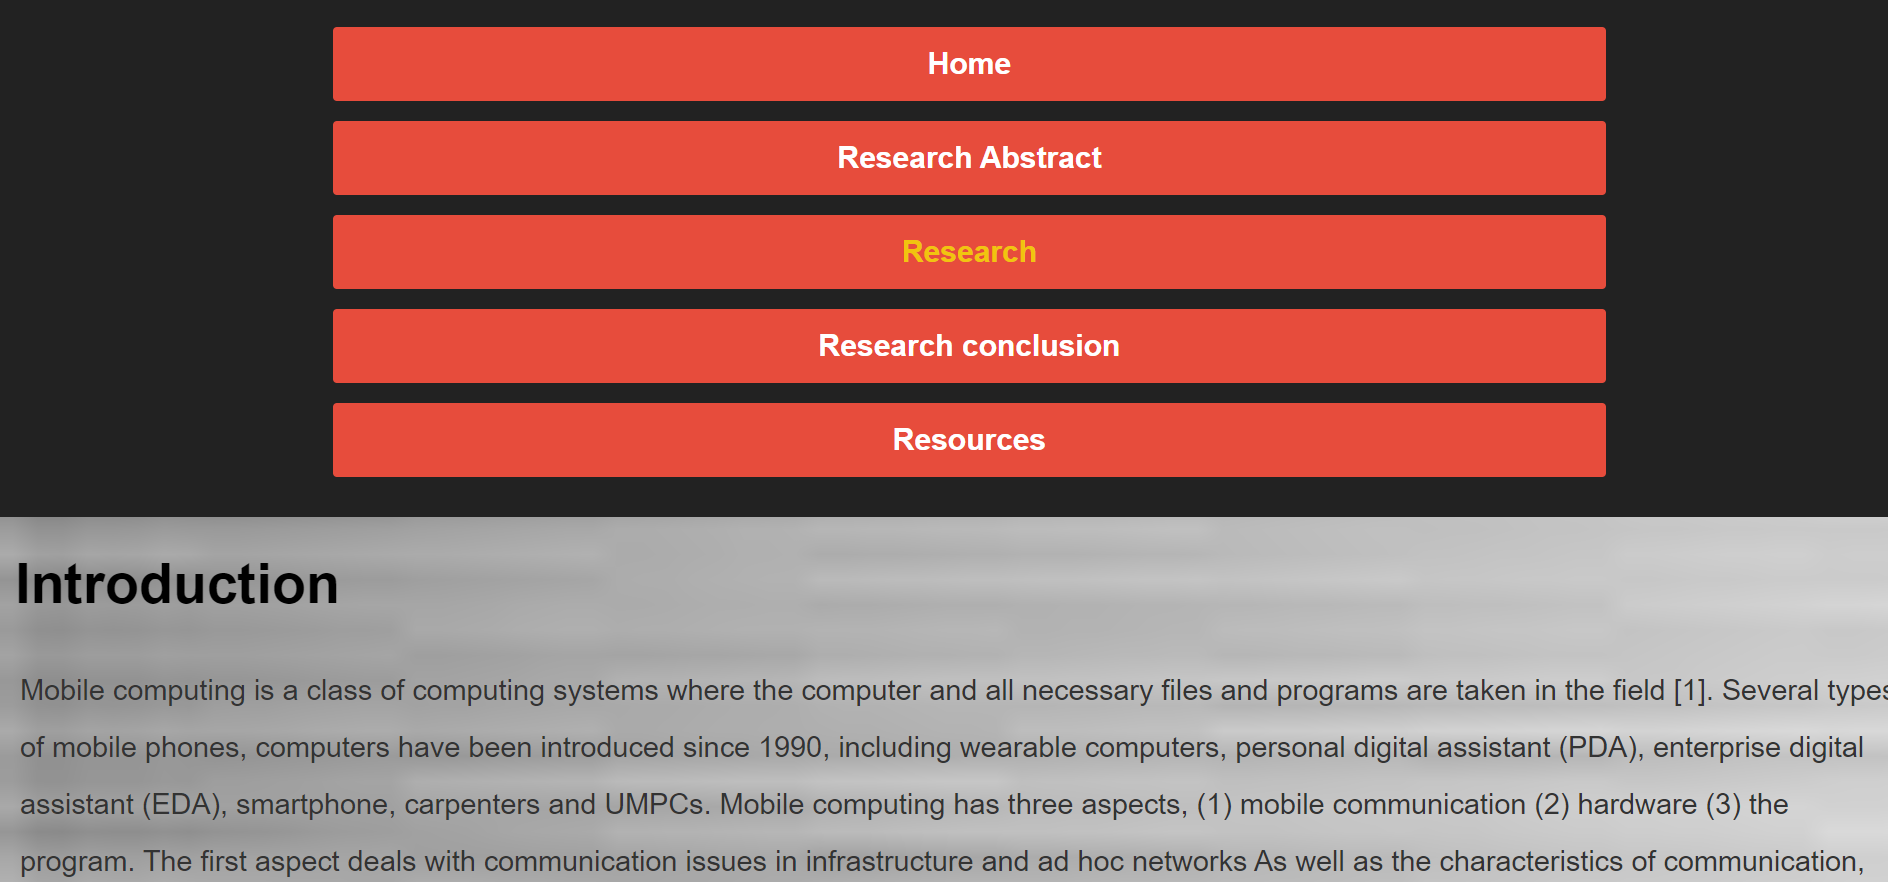 Home
Research Abstract
Research
Research conclusion
Resources
Introduction
Mobile computing is a class of computing systems where the computer and all necessary files and programs are taken in the field [1]. Several types
of mobile phones, computers have been introduced since 1990, including wearable computers, personal digital assistant (PDA), enterprise digital
assistant (EDA), smartphone, carpenters and UMPCs. Mobile computing has three aspects, (1) mobile communication (2) hardware (3) the
program. The first aspect deals with communication issues in infrastructure and ad hoc networks As well as the characteristics of communication,